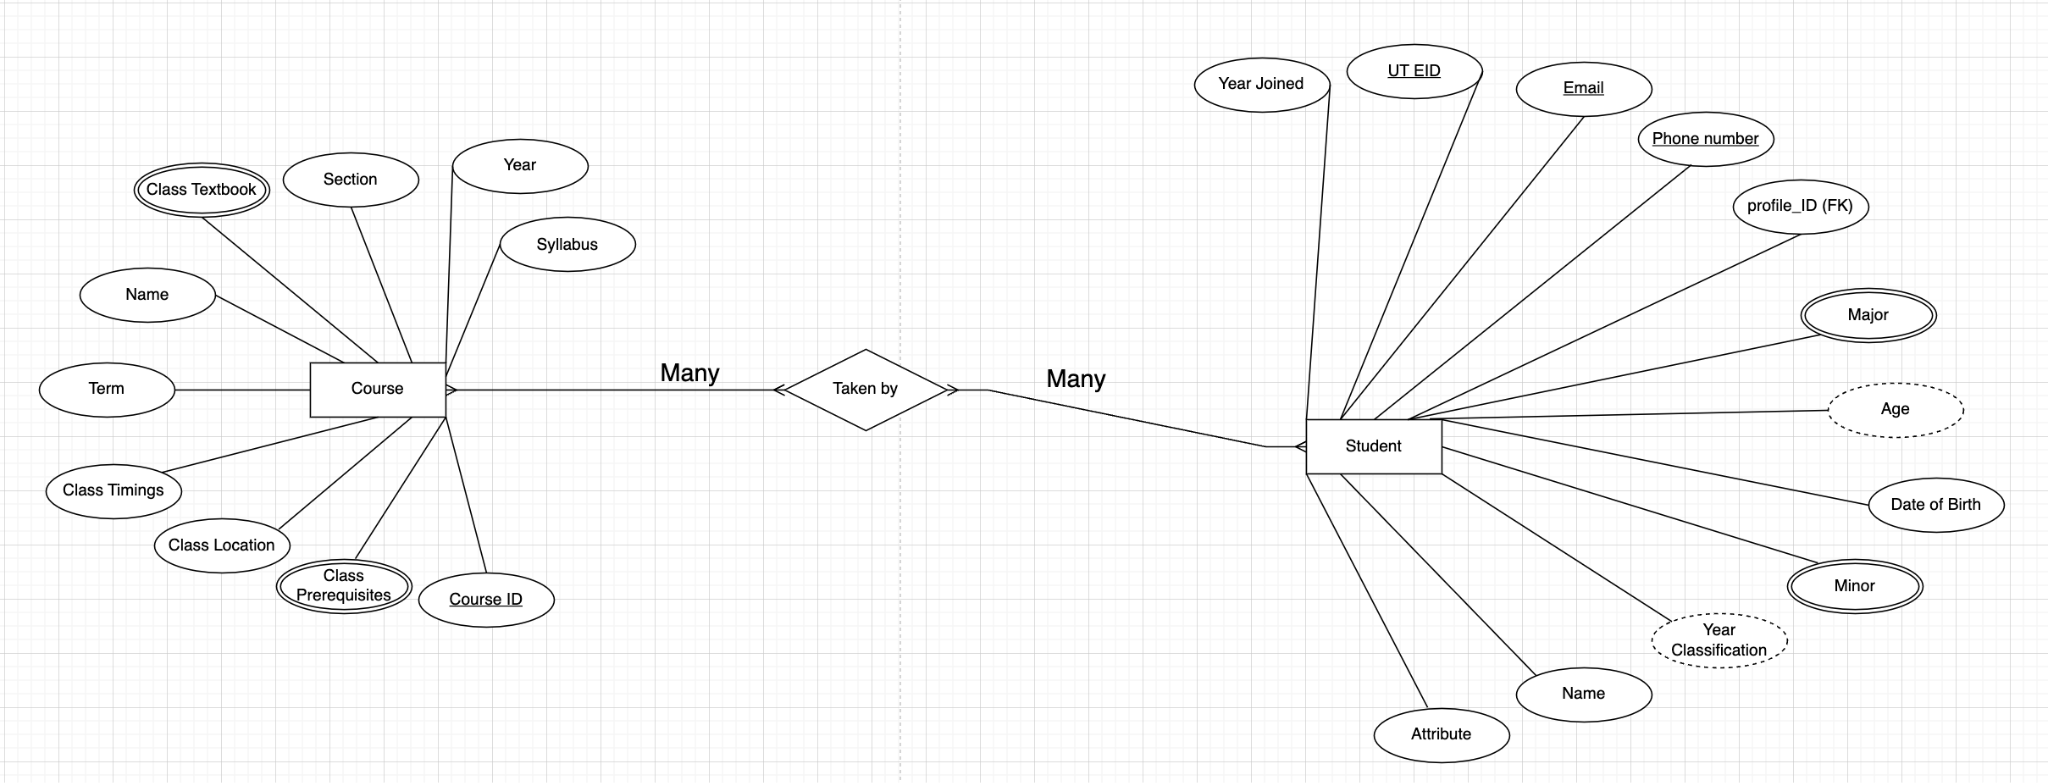 Year Joined
UT EID
Email
Phone number
profile_ID (FK)
Year
Section
Class Textbook
Syllabus
Name
Major
Many
Many
Term
Course
Taken by
Age
Student
Class Timings
Date of Birth
Class Location
Class
Prerequisites
Course ID
Minor
Year
Classification
Name
Attribute